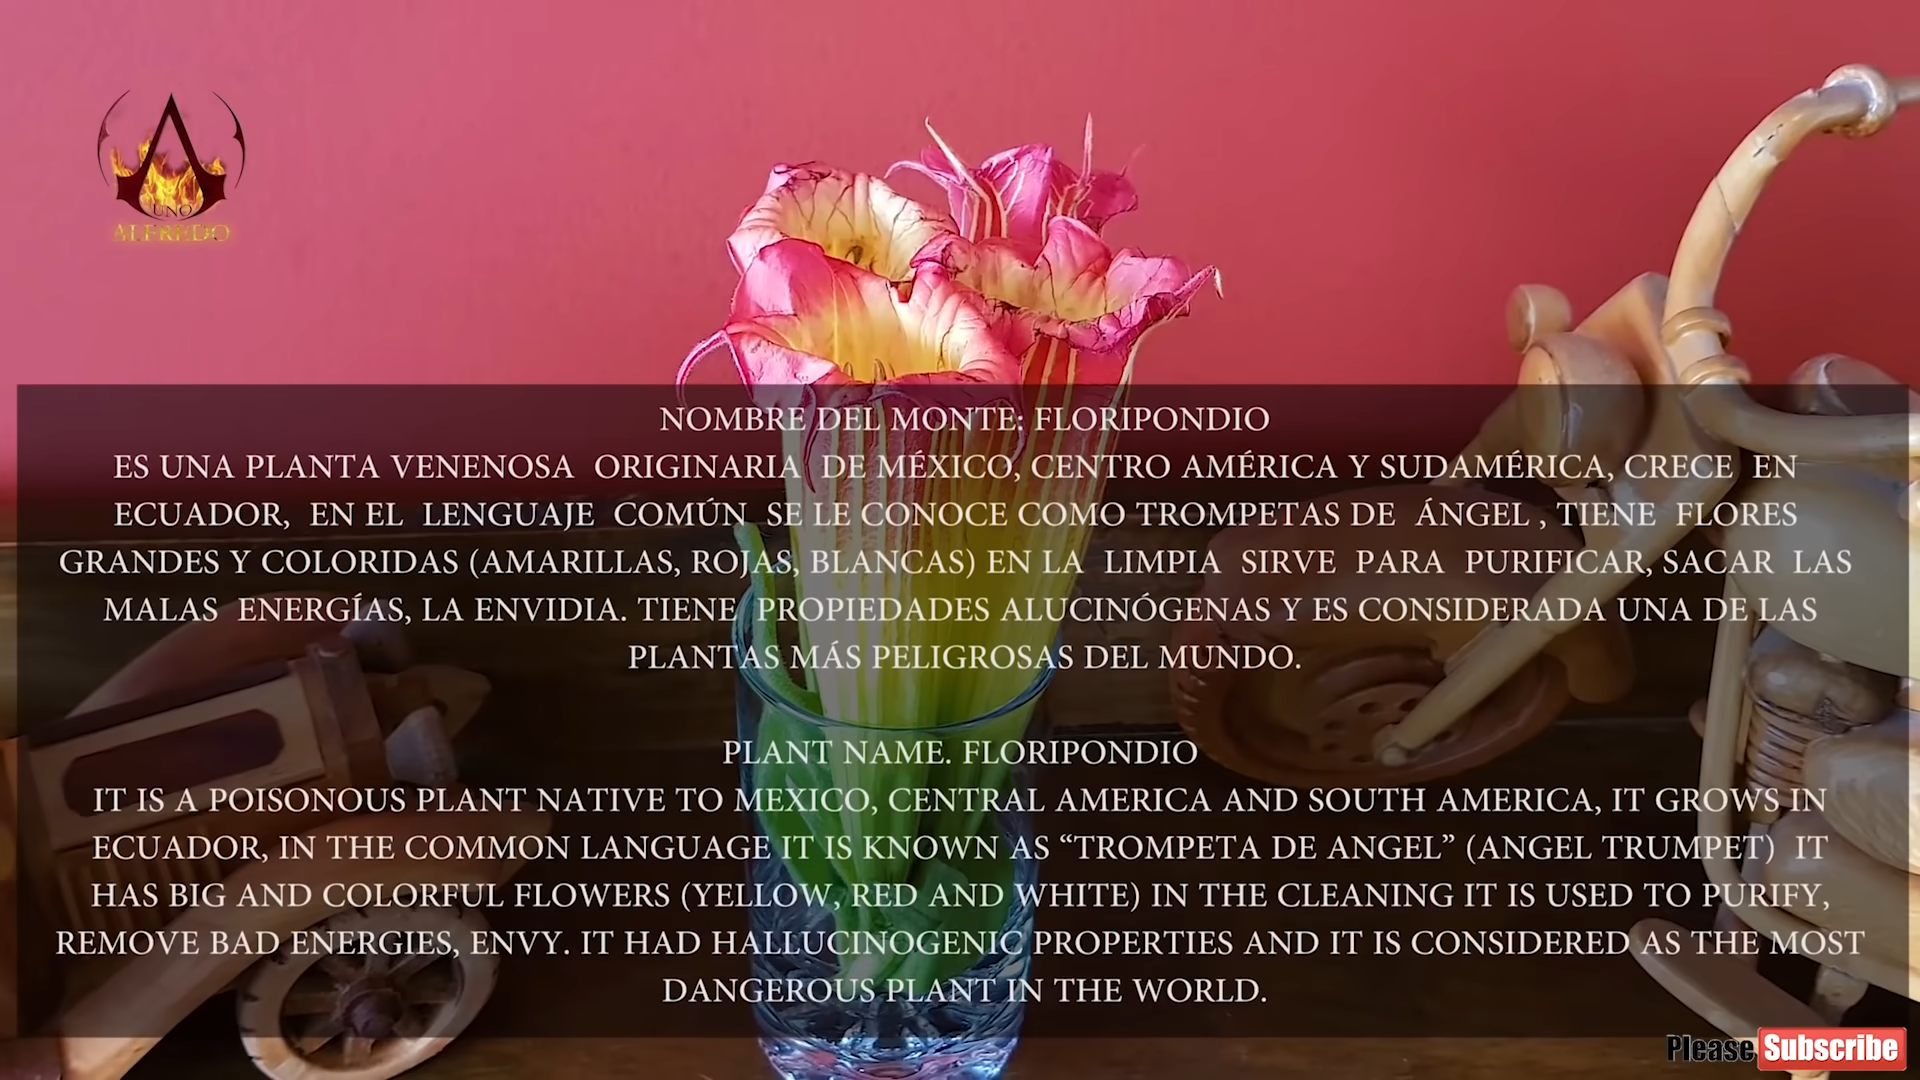 UNO
ALFREDO
NOMBRE DEL MONTE: FLORIPONDIO
ES UNA PLANTA VENENOSA ORIGINARIA DE MÉXICO, CENTRO AMÉRICA Y SUDAMÉRICA, CRECE EN
ECUADOR, EN EL LENGUAJE COMÚN SE LE CONOCE COMO TROMPETAS DE ÁNGEL , TIENE FLORES
GRANDES Y COLORIDAS (AMARILLAS, ROJAS, BLANCAS) EN LA LIMPIA SIRVE PARA PURIFICAR, SACAR LAS
MALAS ENERGÍAS, LA ENVIDIA. TIENE PROPIEDADES ALUCINÓGENAS Y ES CONSIDERADA UNA DE LAS
PLANTAS MÁS PELIGROSAS DEL MUNDO.
PLANT NAME. FLORIPONDIO
IT IS A POISONOUS PLANT NATIVE TO MEXICO, CENTRAL AMERICA AND SOUTH AMERICA, IT GROWS IN
ECUADOR, IN THE COMMON LANGUAGE IT IS KNOWN AS “TROMPETA DE ANGEL” (ANGEL TRUMPET) IT
HAS BIG AND COLORFUL FLOWERS (YELLOW, RED AND WHITE) IN THE CLEANING IT IS USED TO PURIFY,
REMOVE BAD ENERGIES, ENVY. IT HAD HALLUCINOGENIC PROPERTIES AND IT IS CONSIDERED AS THE MOST
DANGEROUS PLANT IN THE WORLD.
Please Subscribe